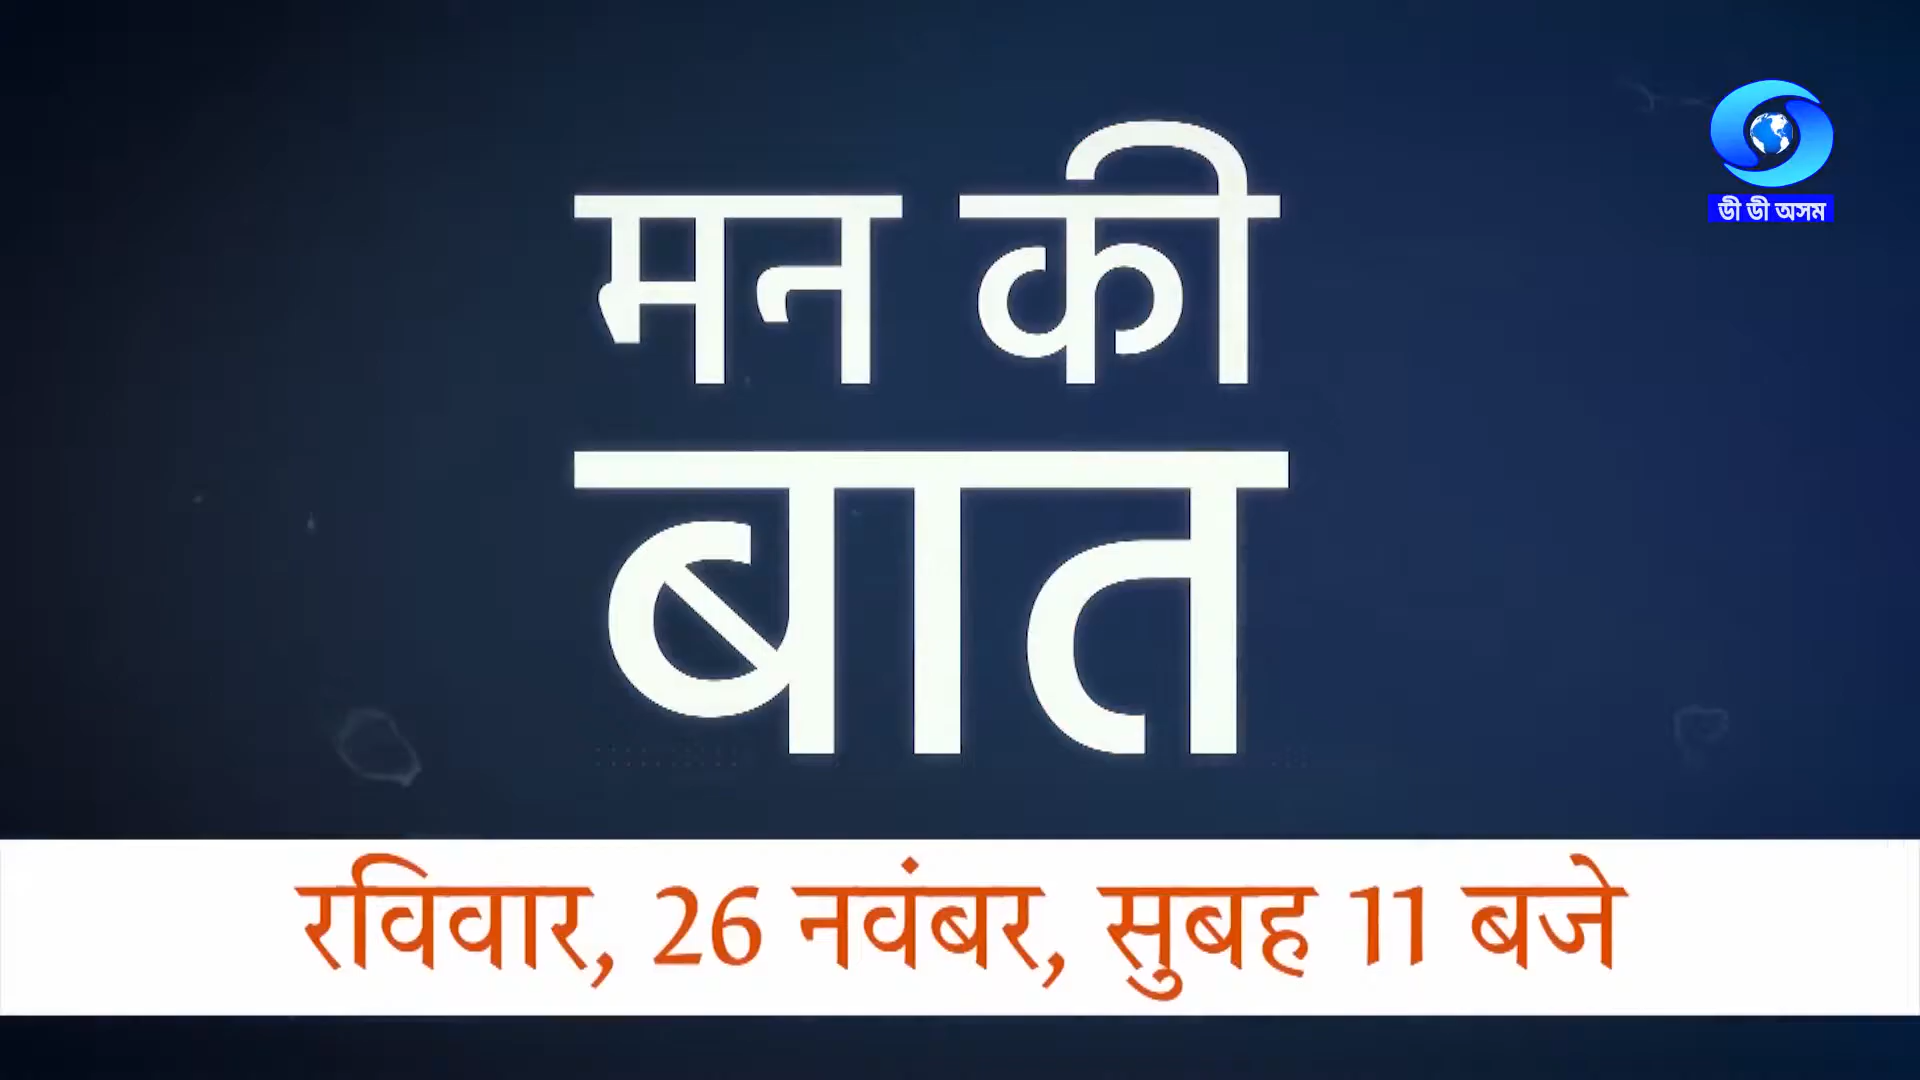 ডী ডী অসম
मन की
बात
रविवार, 26 नवंबर, सुबह 11 बजे